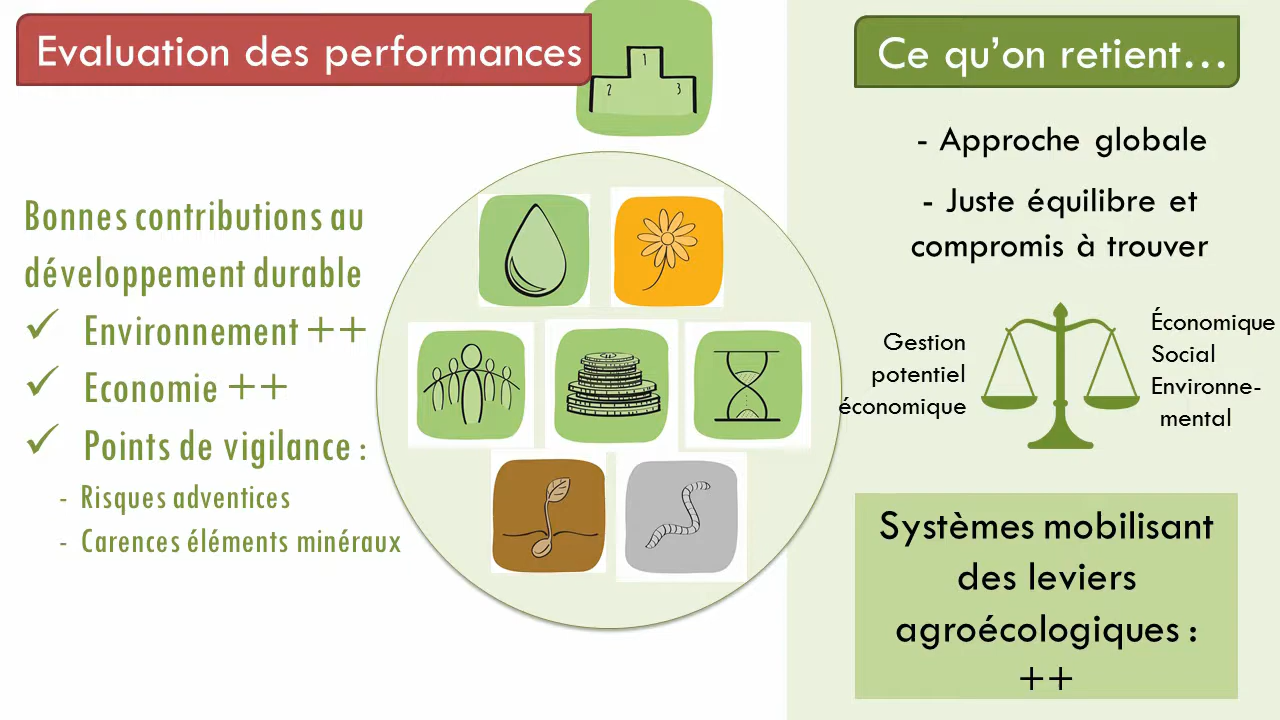 Evaluation des performances
1
2
3
Bonnes contributions au
développement durable
✓ Environnement ++
✓ Economie ++
✓ Points de vigilance :
- Risques adventices
- Carences éléments minéraux
Ce qu’on retient…
- Approche globale
- Juste équilibre et
compromis à trouver
Gestion
potentiel
économique
Économique
Social
Environne-
mental
Systèmes mobilisant
des leviers
agroécologiques :
++